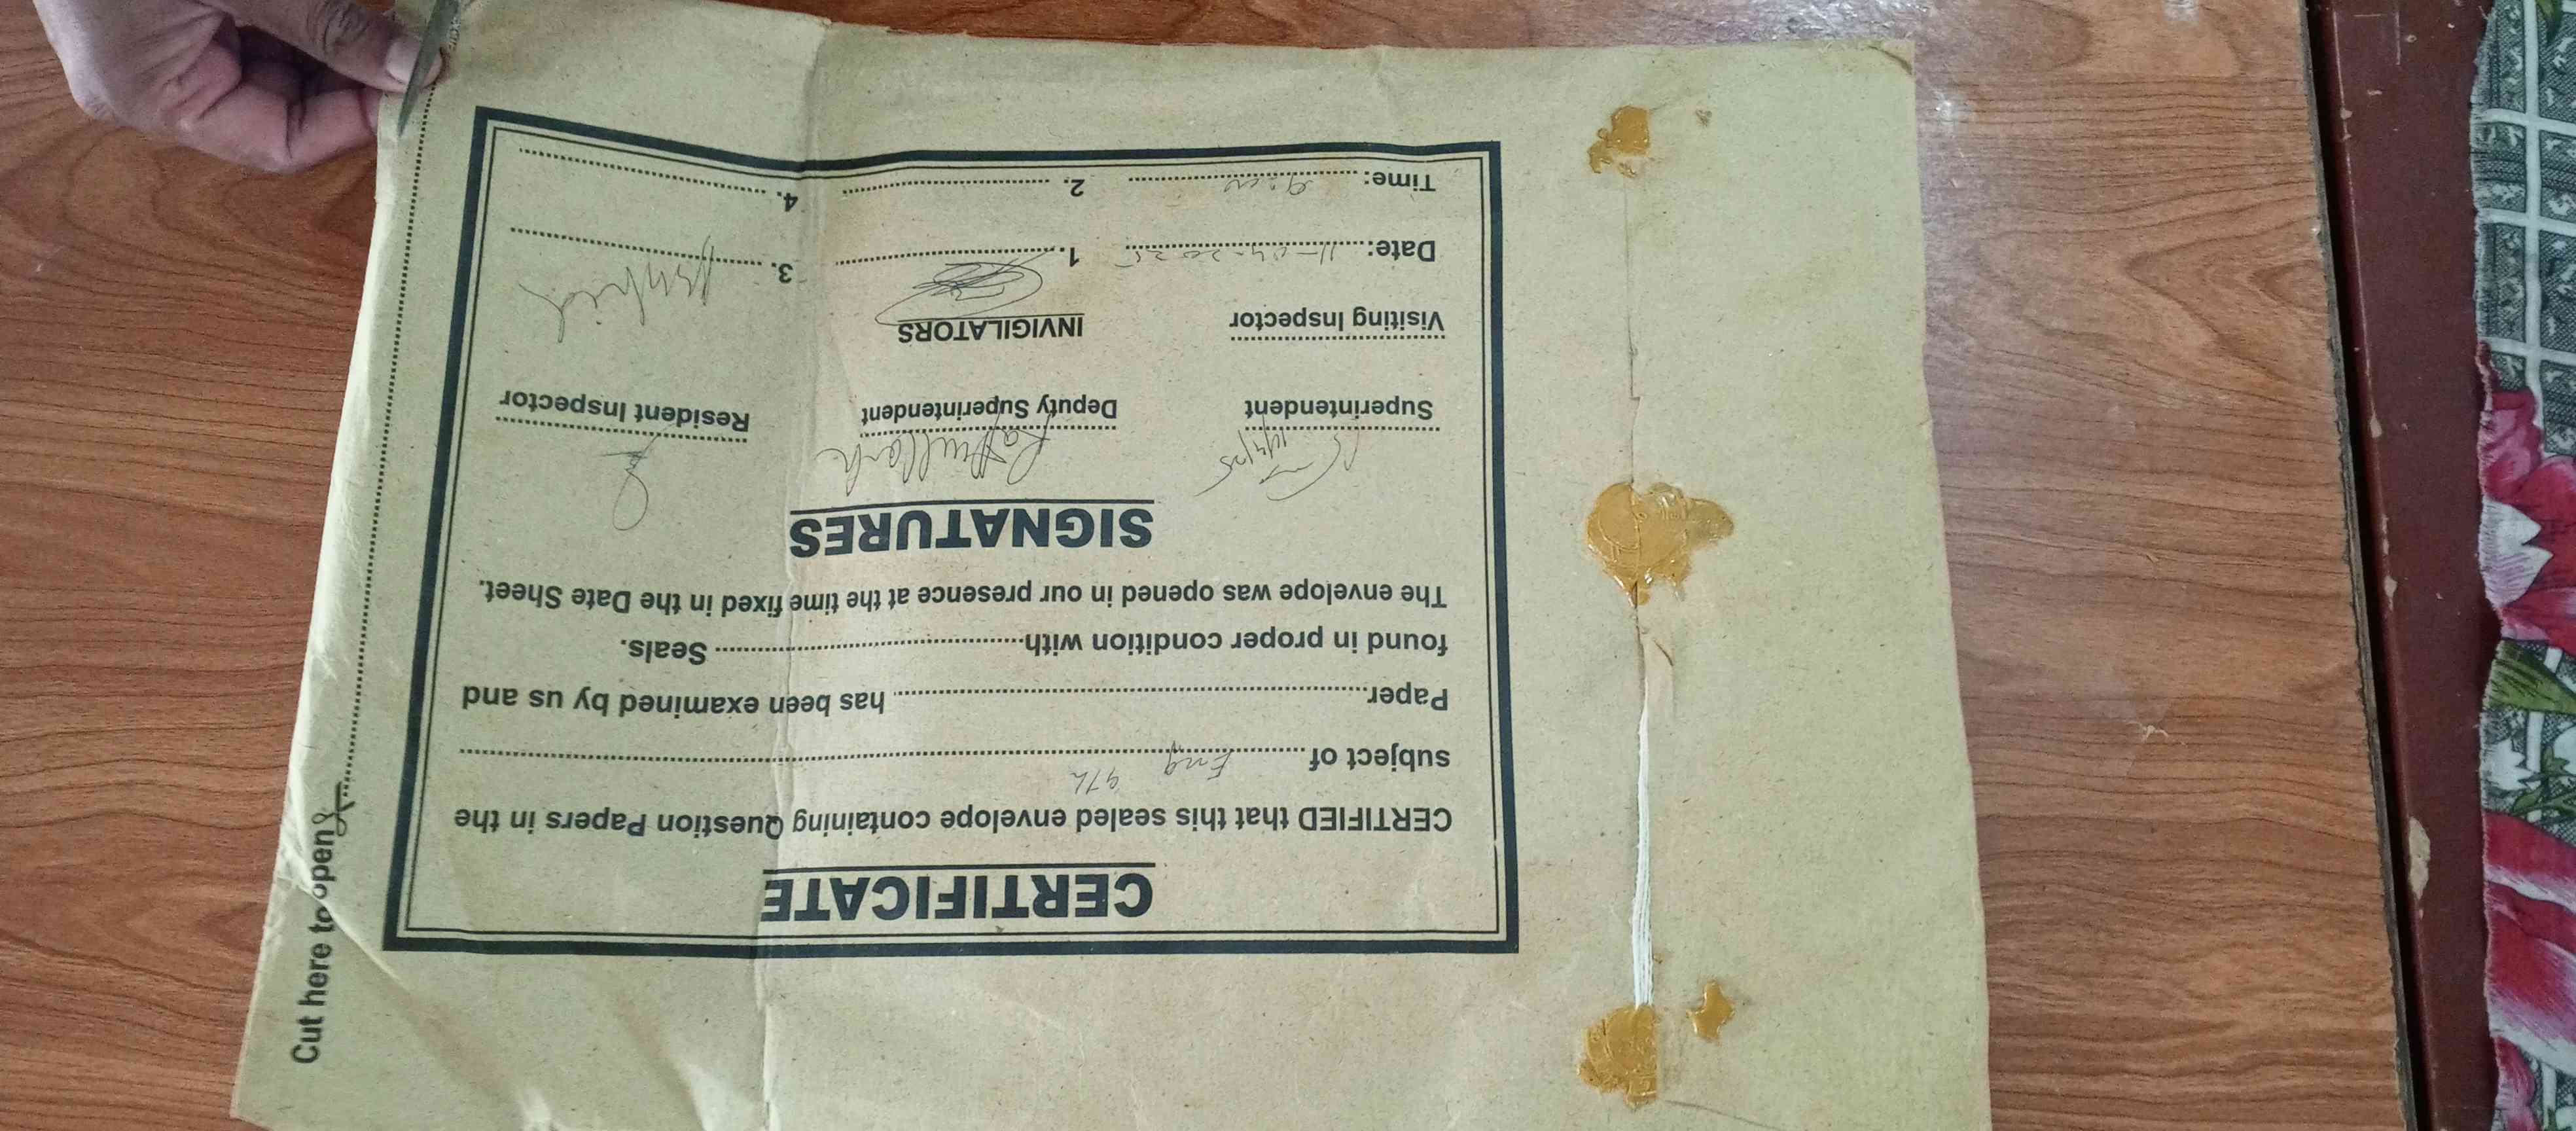 CERTIFICATE
CERTIFIED that this sealed envelope containing Question Papers in the
9th
subject of Eng
Paper has been examined by us and
found in proper condition with Seals.
The envelope was opened in our presence at the time fixed in the Date Sheet.
SIGNATURES
Superintendent Deputy Superintendent Resident Inspector
Visiting Inspector INVIGILATORS
Date: 1. 3.
Time: 9:00 2. 4.
Cut here to open